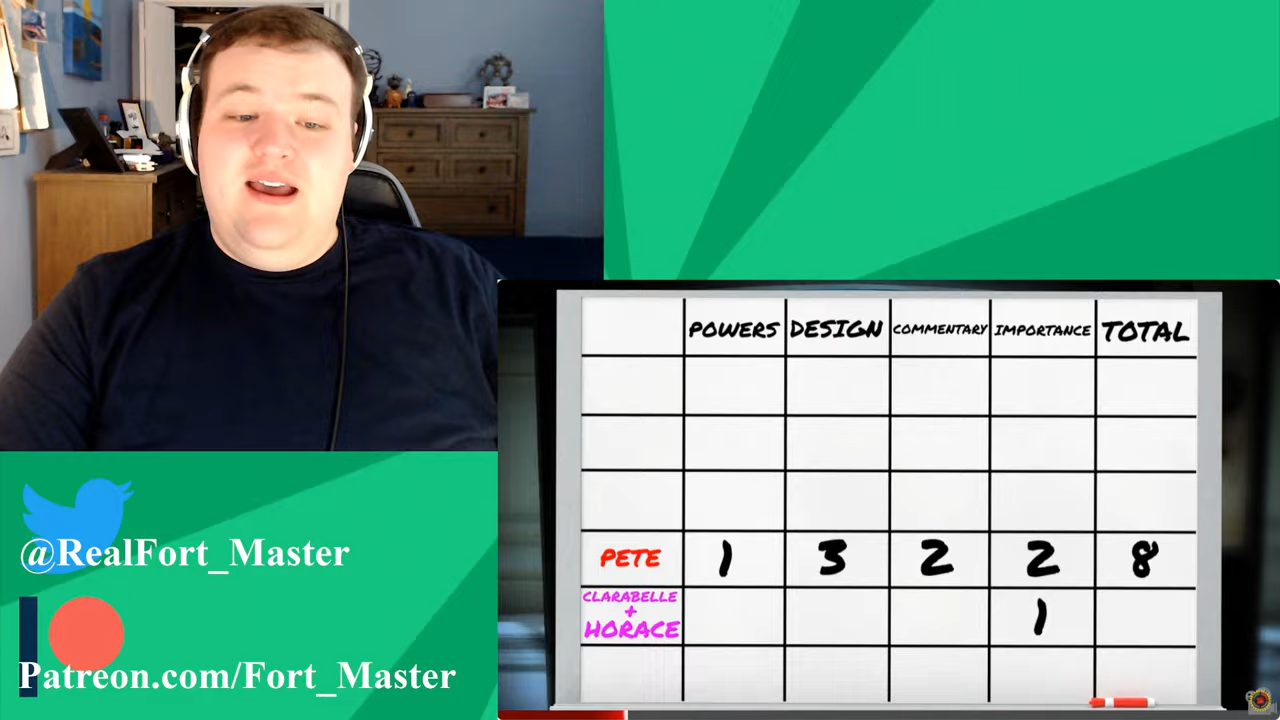 POWERS DESIGN COMMENTARY IMPORTANCE TOTAL
PETE 1 3 2 2 8
CLARABELLE
+
HORACE 1
@RealFort_Master
Patreon.com/Fort_Master